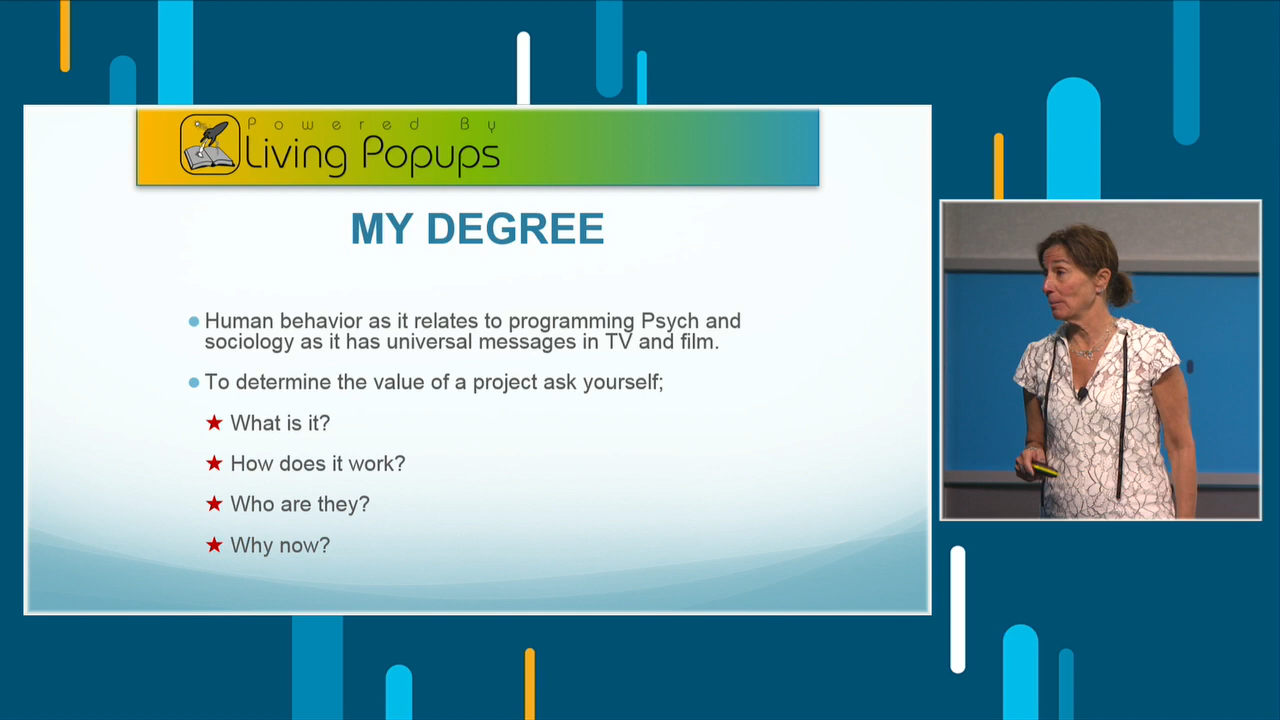 Powered By
Living Popups
MY DEGREE
Human behavior as it relates to programming Psych and
sociology as it has universal messages in TV and film.
To determine the value of a project ask yourself;
What is it?
How does it work?
Who are they?
Why now?